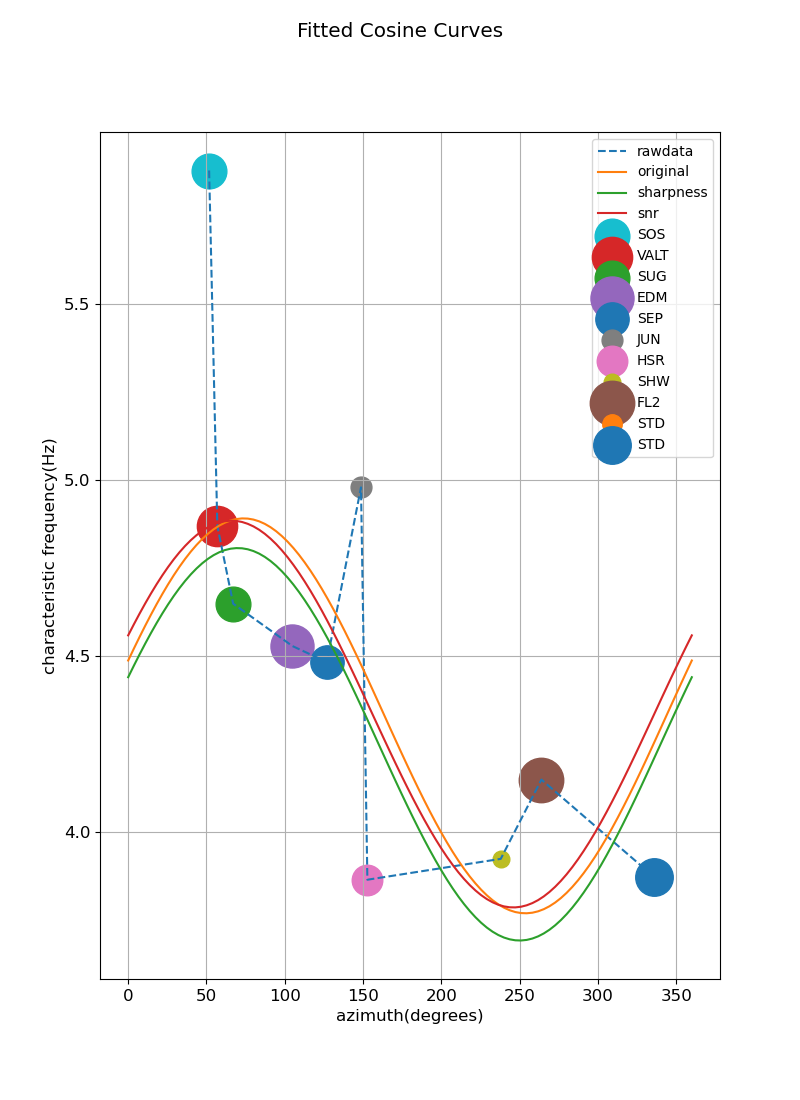 Fitted Cosine Curves
rawdata
original
sharpness
snr
SOS
VALT
SUG
EDM
SEP
JUN
HSR
SHW
FL2
STD
STD
5.5
5.0
4.5
4.0
characteristic frequency(Hz)
0 50 100 150 200 250 300 350
azimuth(degrees)